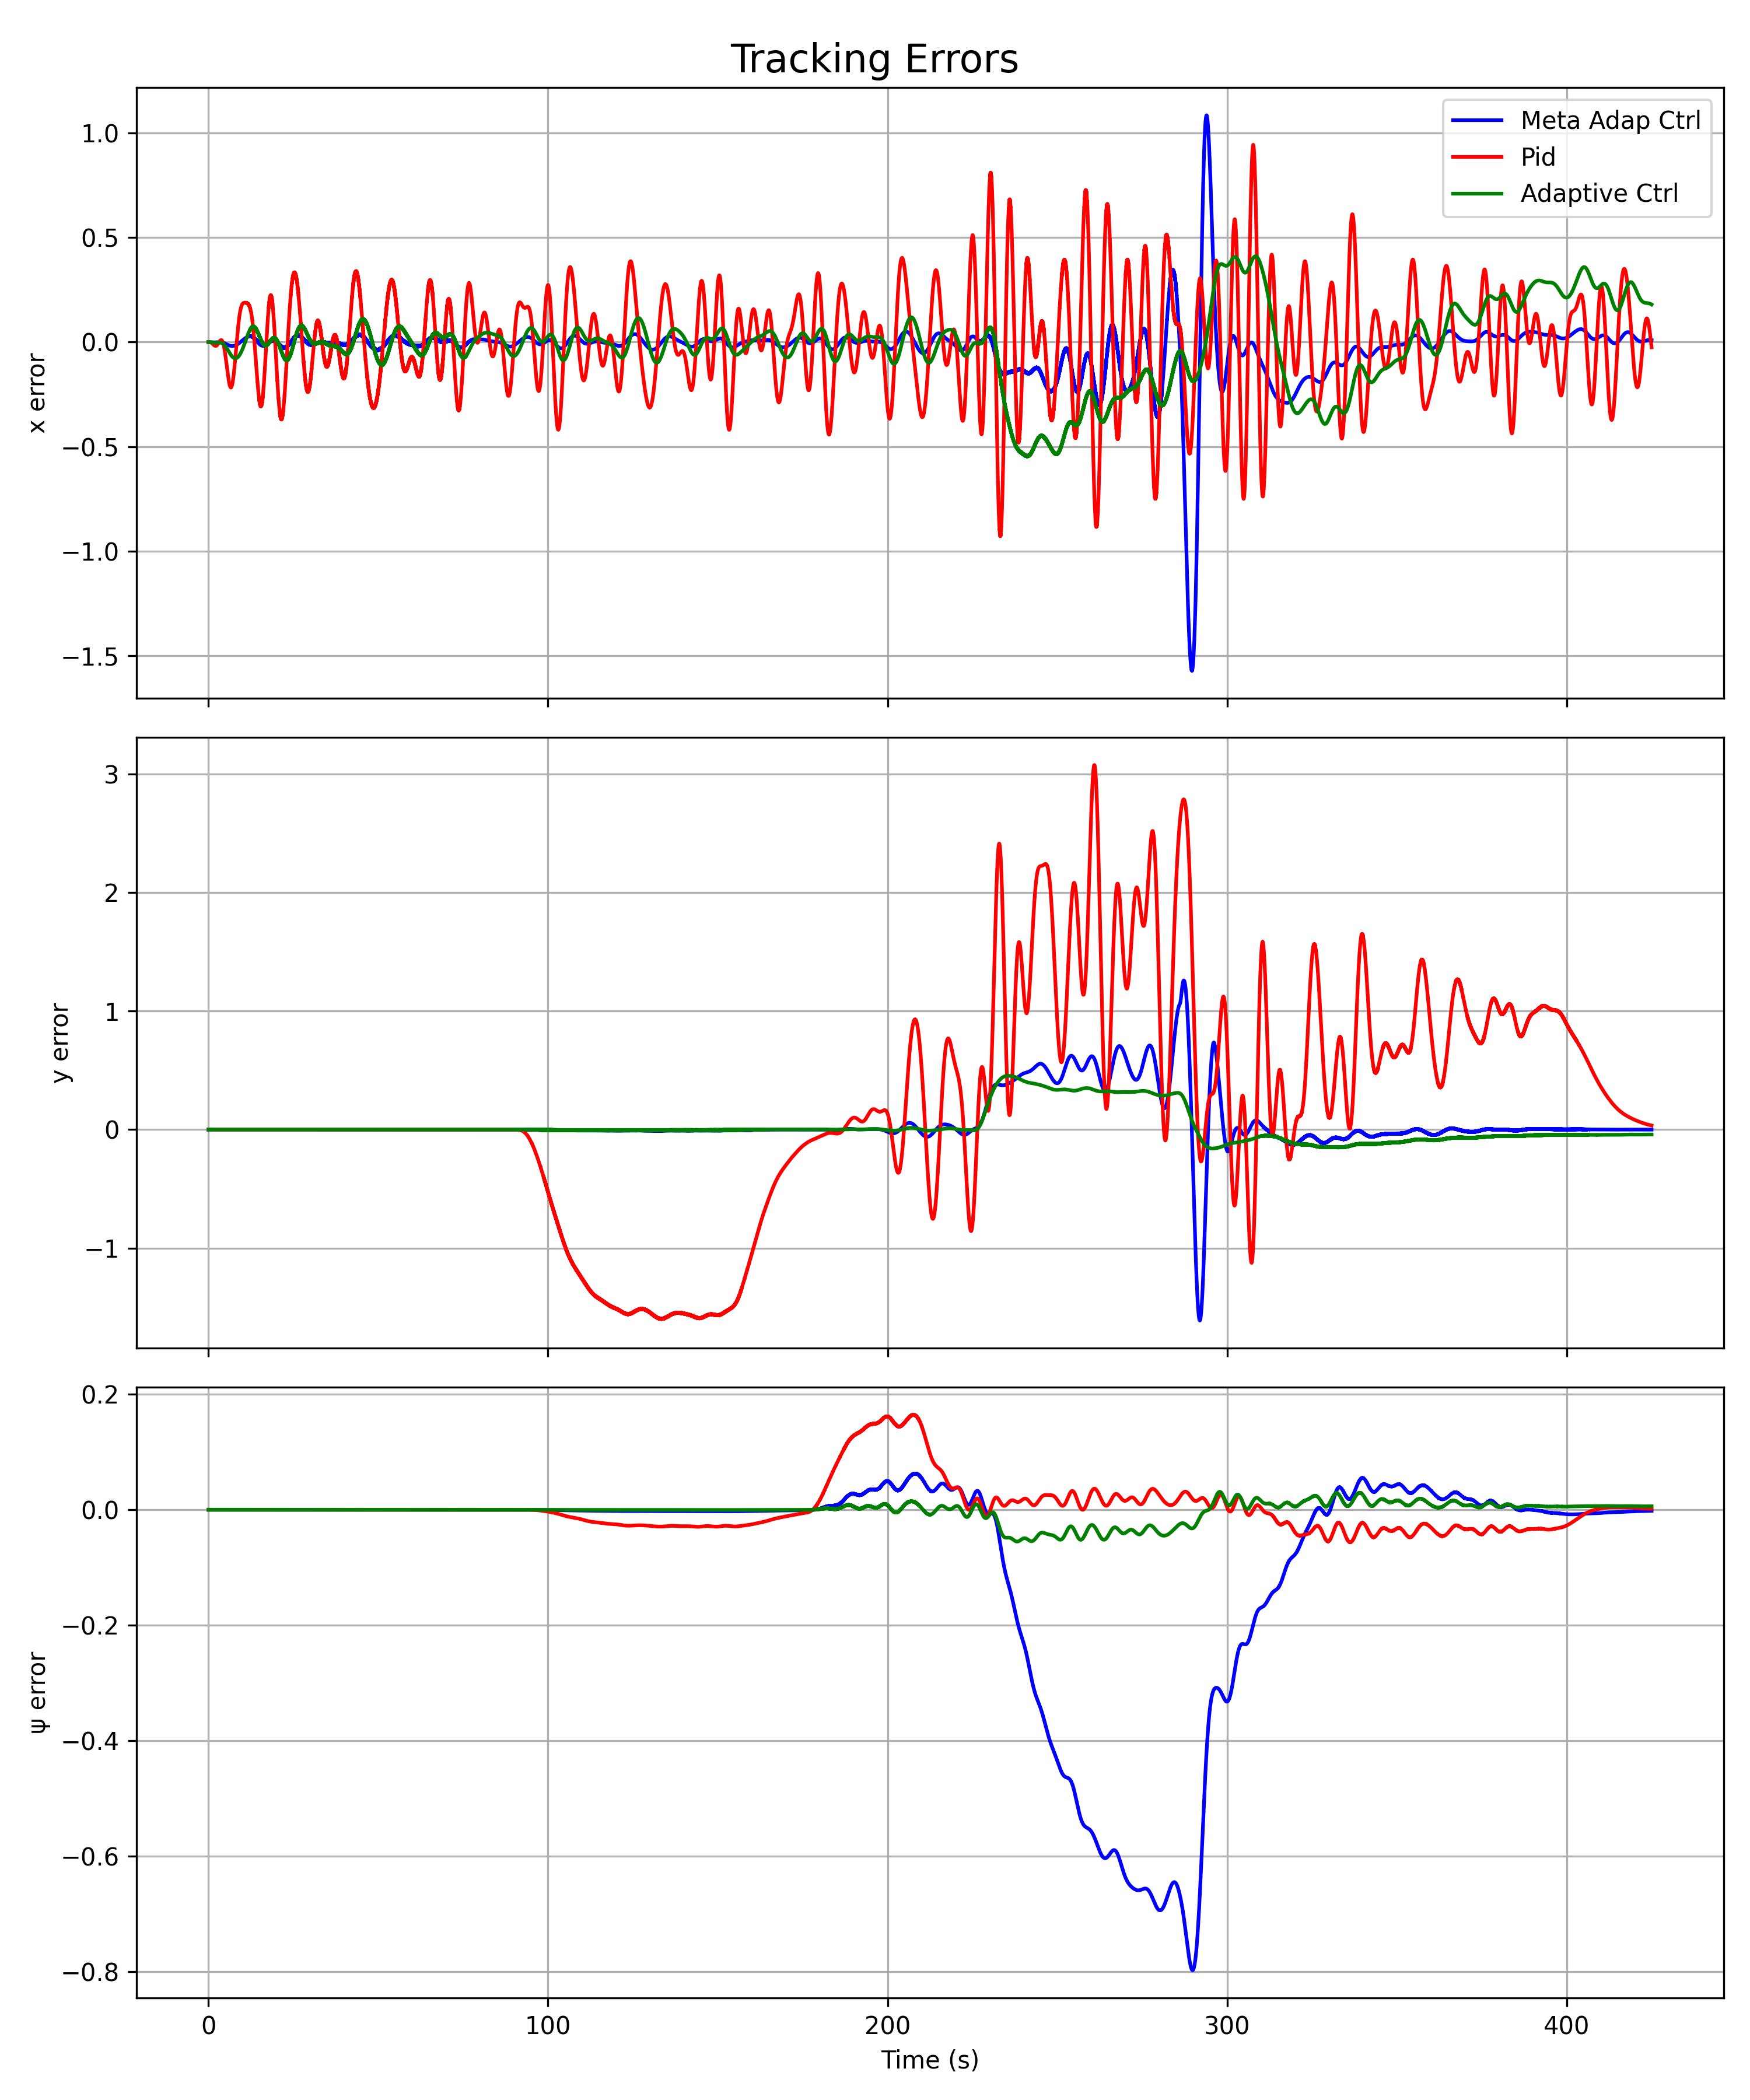 Tracking Errors
Meta Adap Ctrl
Pid
Adaptive Ctrl
x error
1.0
0.5
0.0
−0.5
−1.0
−1.5
y error
3
2
1
0
−1
ψ error
0.2
0.0
−0.2
−0.4
−0.6
−0.8
0 100 200 300 400
Time (s)